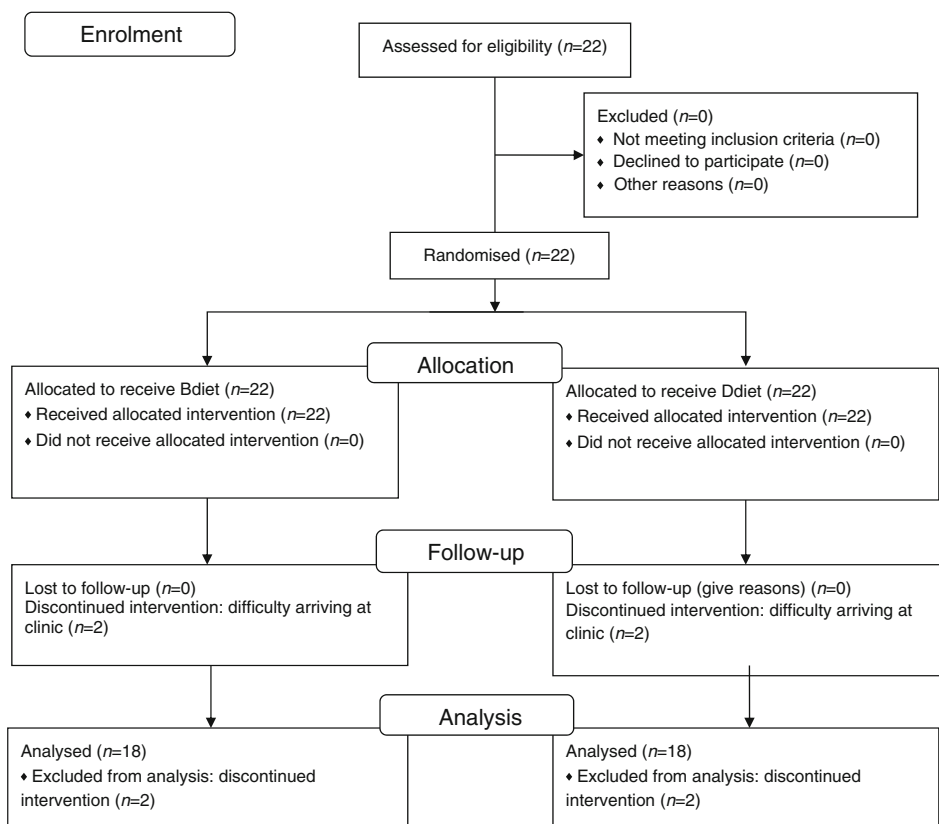 Enrolment
Assessed for eligibility (n=22)
Excluded (n=0)
♦ Not meeting inclusion criteria (n=0)
♦ Declined to participate (n=0)
♦ Other reasons (n=0)
Randomised (n=22)
Allocation
Allocated to receive Bdiet (n=22)
♦ Received allocated intervention (n=22)
♦ Did not receive allocated intervention (n=0)
Allocated to receive Ddiet (n=22)
♦ Received allocated intervention (n=22)
♦ Did not receive allocated intervention (n=0)
Follow-up
Lost to follow-up (n=0)
Discontinued intervention: difficulty arriving at
clinic (n=2)
Lost to follow-up (give reasons) (n=0)
Discontinued intervention: difficulty arriving at
clinic (n=2)
Analysis
Analysed (n=18)
♦ Excluded from analysis: discontinued
intervention (n=2)
Analysed (n=18)
♦ Excluded from analysis: discontinued
intervention (n=2)